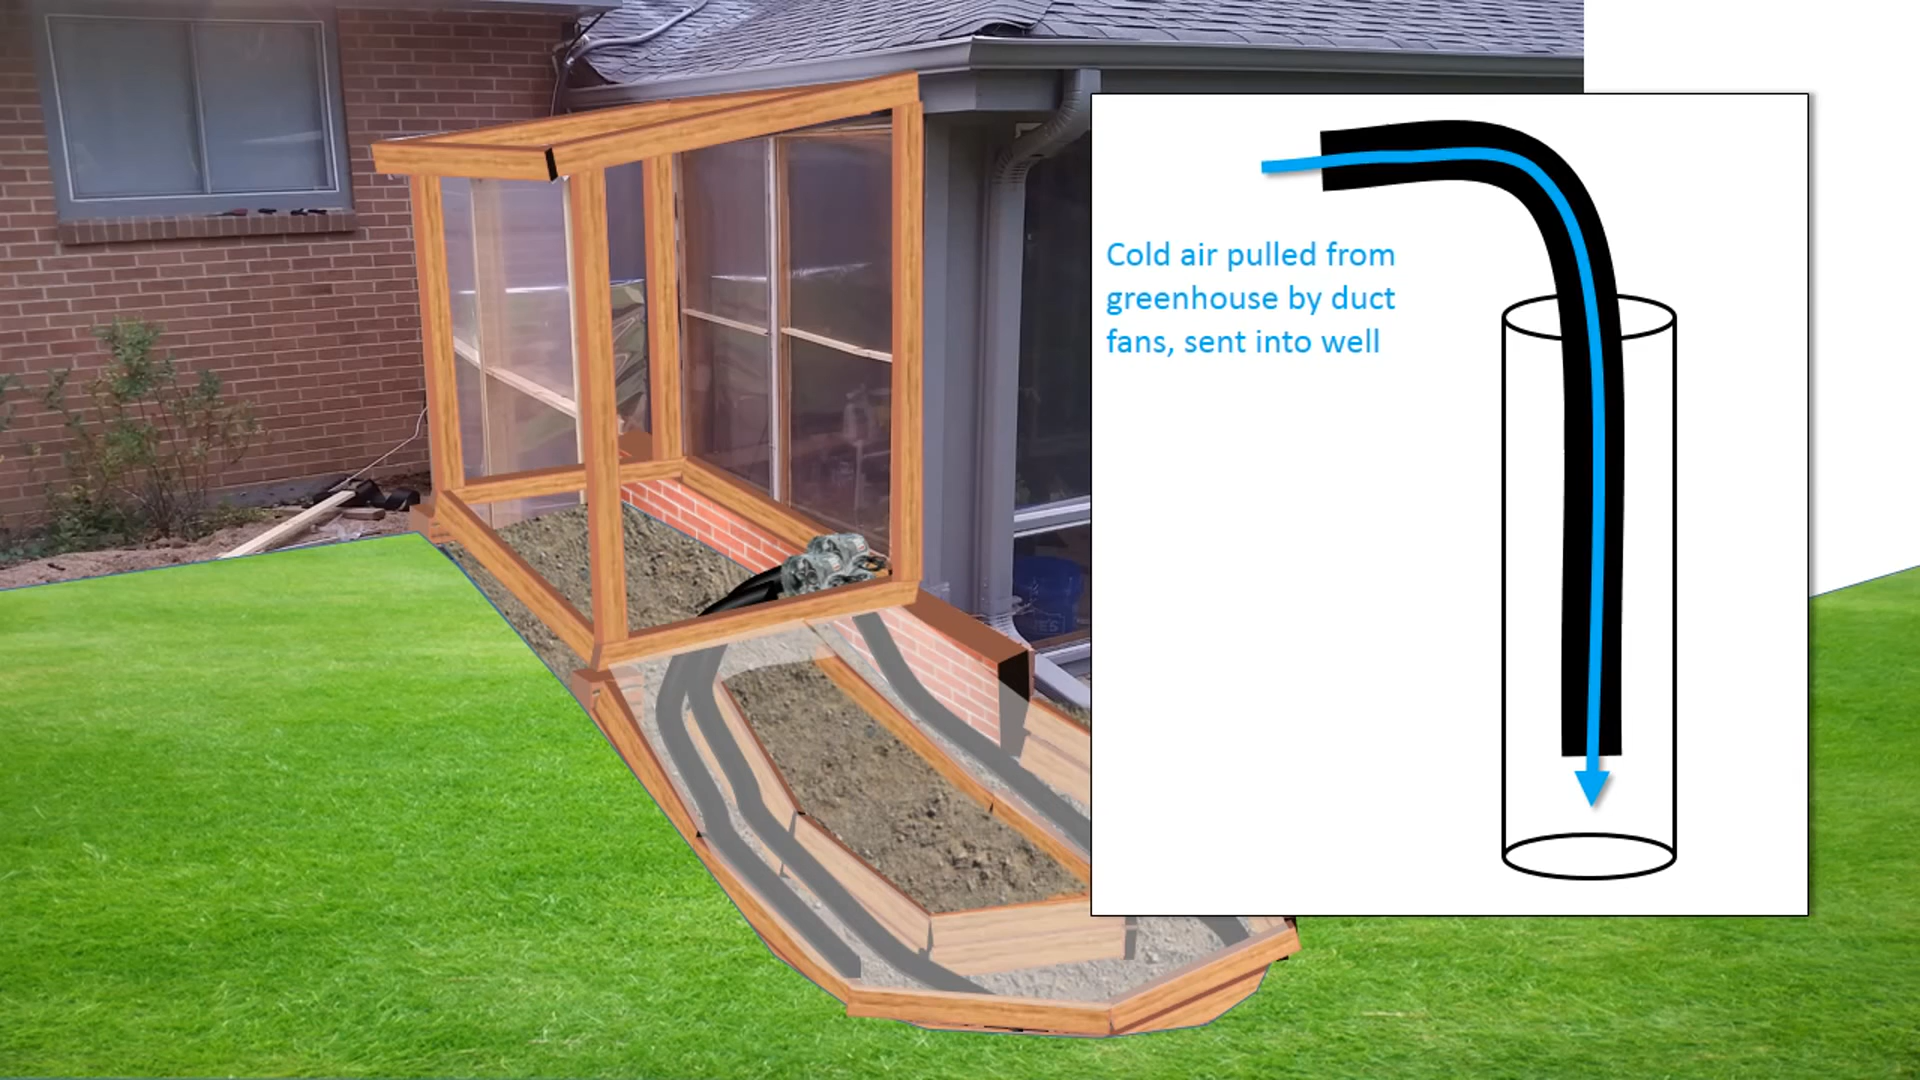 Cold air pulled from
greenhouse by duct
fans, sent into well